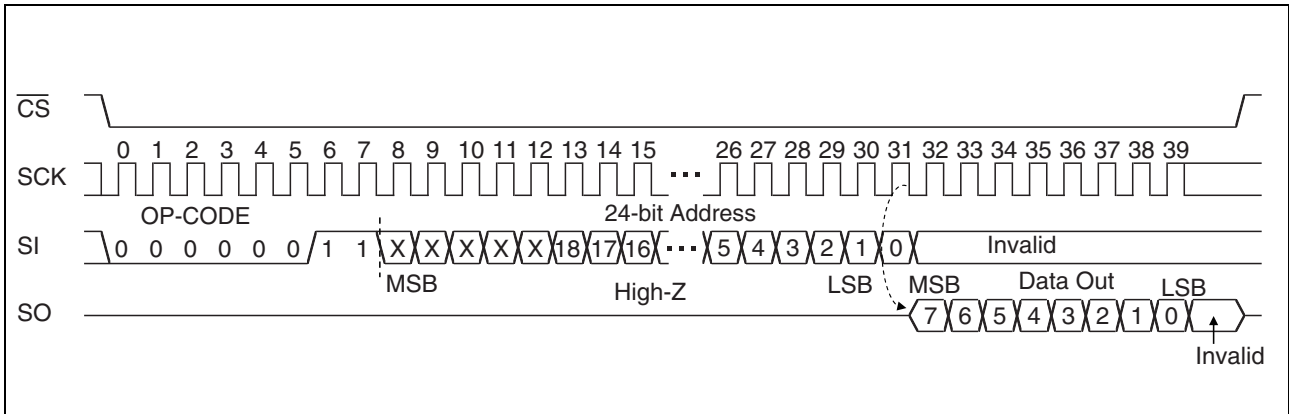 CS
0 1 2 3 4 5 6 7 8 9 10 11 12 13 14 15 26 27 28 29 30 31 32 33 34 35 36 37 38 39
SCK ...
OP-CODE 24-bit Address
SI 0 0 0 0 0 0 1 1 X X X X X 18 17 16 ... 5 4 3 2 1 0 Invalid
MSB High-Z LSB MSB Data Out LSB
SO 7 6 5 4 3 2 1 0
Invalid